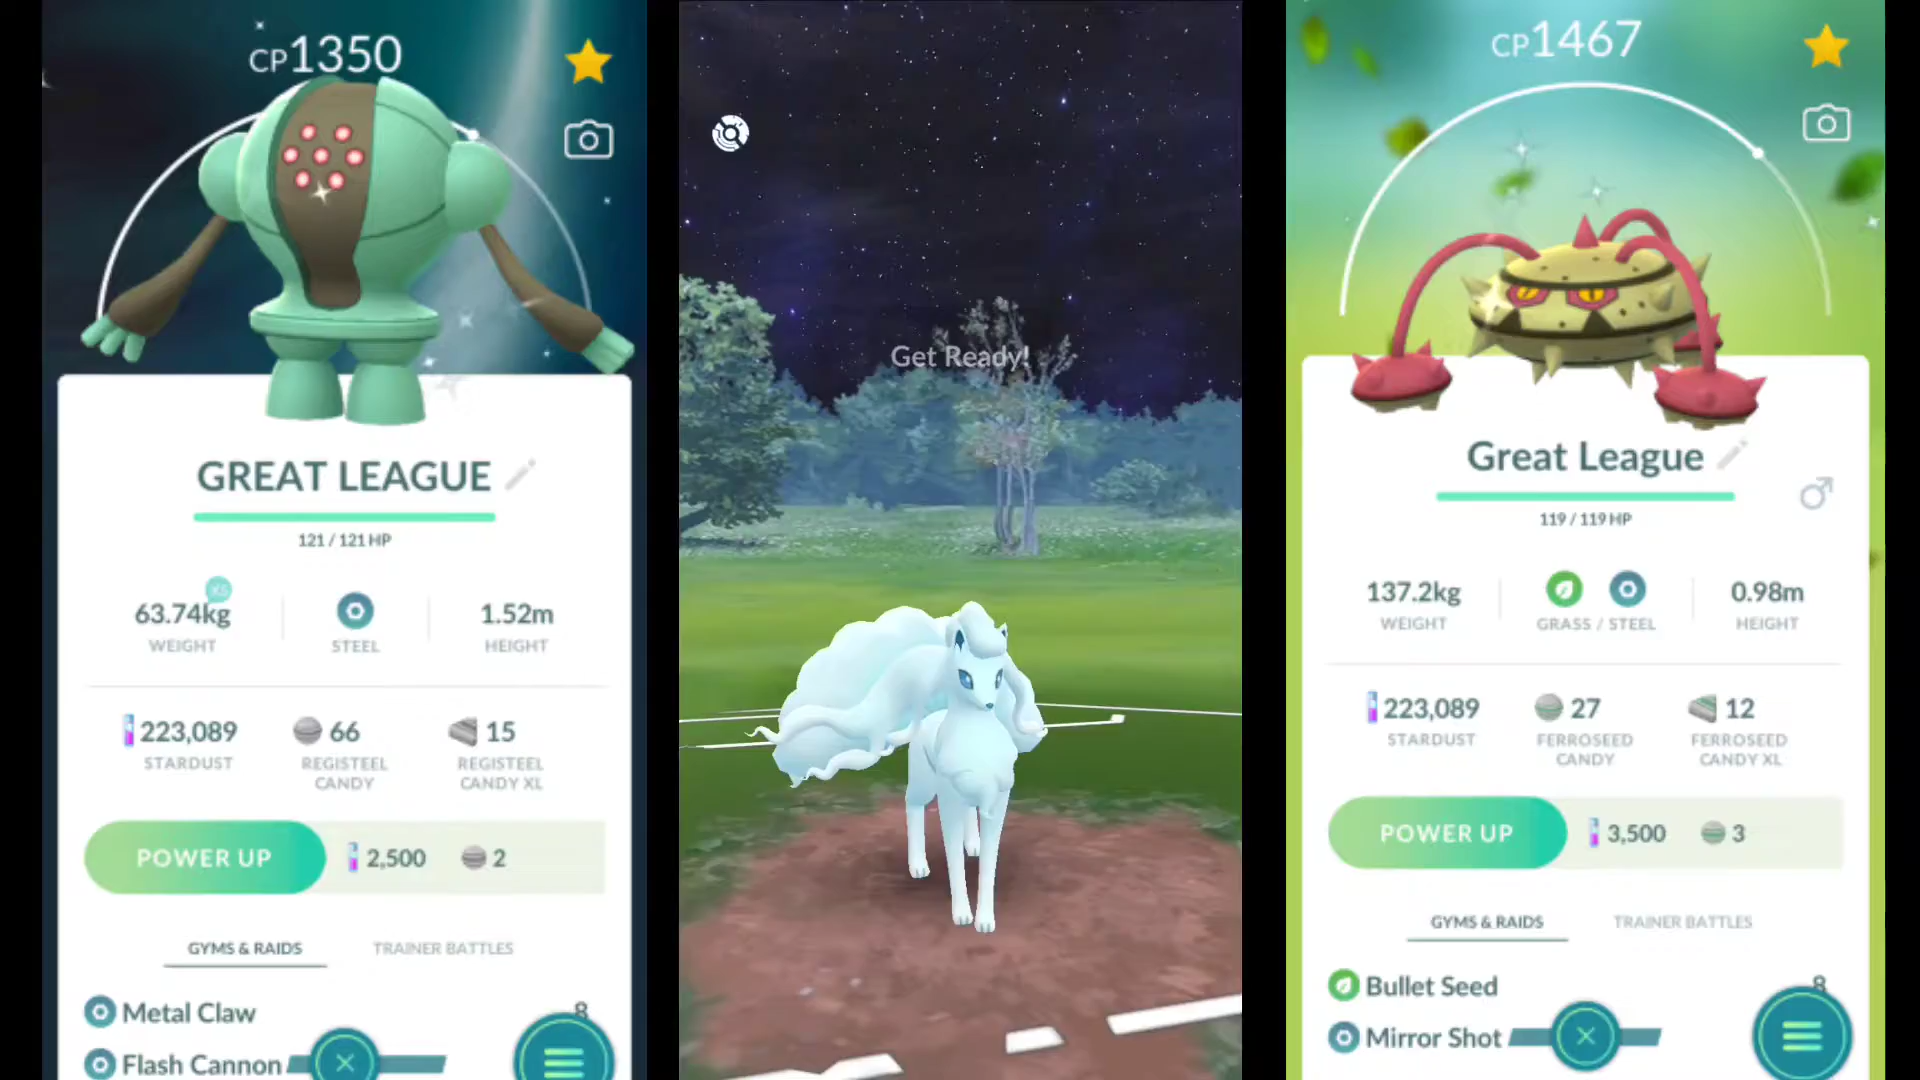 CP1350
GREAT LEAGUE
121 / 121 HP
XS
63.74kg
WEIGHT
STEEL
1.52m
HEIGHT
223,089
STARDUST
66
REGISTEEL
CANDY
15
REGISTEEL
CANDY XL
POWER UP
2,500
2
GYMS & RAIDS
TRAINER BATTLES
Metal Claw
8
Flash Cannon
Get Ready!
CP1467
Great League
119 / 119 HP
137.2kg
WEIGHT
GRASS / STEEL
0.98m
HEIGHT
223,089
STARDUST
27
FERROSEED
CANDY
12
FERROSEED
CANDY XL
POWER UP
3,500
3
GYMS & RAIDS
TRAINER BATTLES
Bullet Seed
8
Mirror Shot